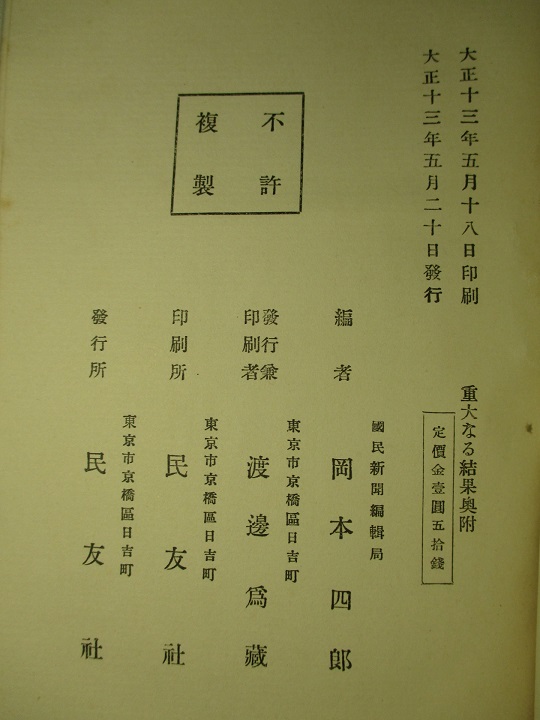 大正十三年五月十八日印刷
大正十三年五月二十日發行
重大なる結果奧附
定價金壹圓五拾錢
不許
複製
國民新聞編輯局
編者
岡本四郎
東京市京橋區日吉町
發行兼
印刷者
渡邊爲藏
東京市京橋區日吉町
印刷所
民友社
東京市京橋區日吉町
發行所
民友社